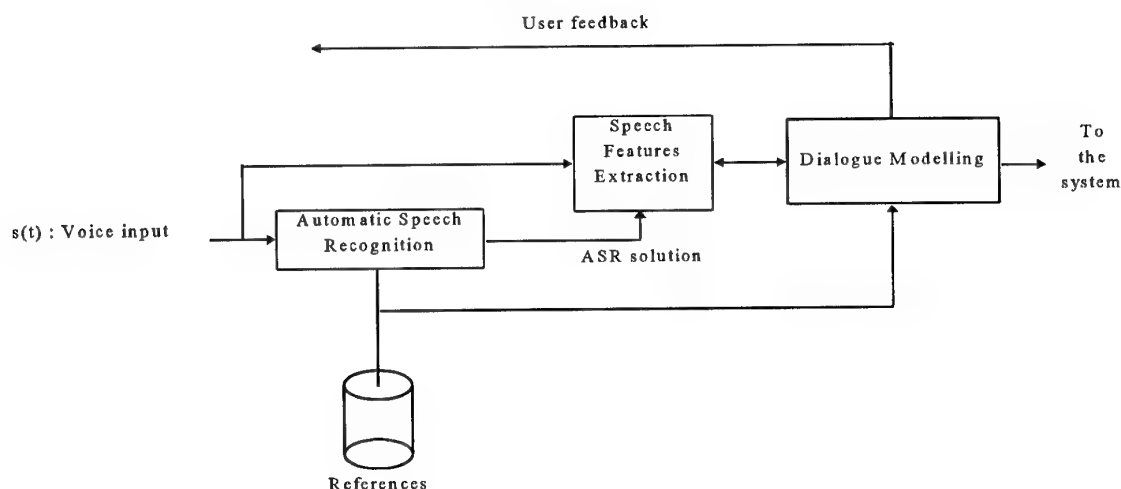 User feedback
Speech
Features
Extraction
Dialogue Modelling
To
the
system
s(t) : Voice input
Automatic Speech
Recognition
ASR solution
References